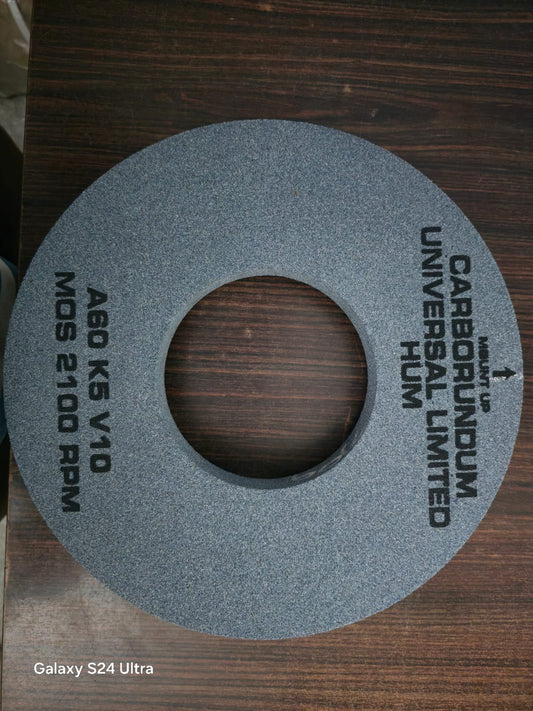 MOUNT UP
CARBORUNDUM
UNIVERSAL LIMITED
HUM
A60 K5 V10
MOS 2100 RPM
Galaxy S24 Ultra